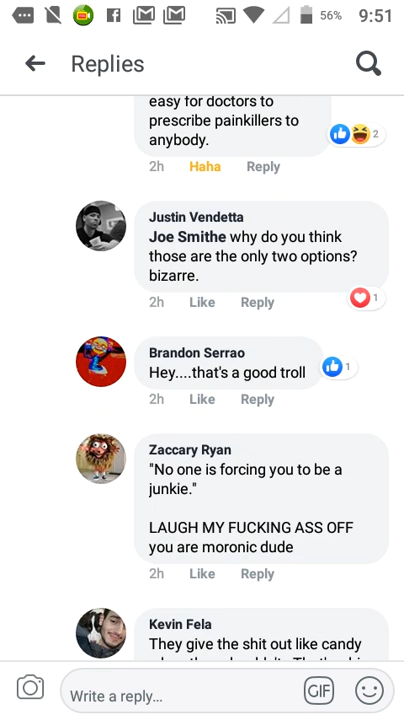 56% 9:51
Replies
easy for doctors to
prescribe painkillers to
anybody.
2
2h Haha Reply
Justin Vendetta
Joe Smithe why do you think
those are the only two options?
bizarre.
1
2h Like Reply
Brandon Serrao
Hey....that's a good troll
1
2h Like Reply
Zaccary Ryan
"No one is forcing you to be a
junkie."
LAUGH MY FUCKING ASS OFF
you are moronic dude
2h Like Reply
Kevin Fela
They give the shit out like candy
Write a reply...
GIF